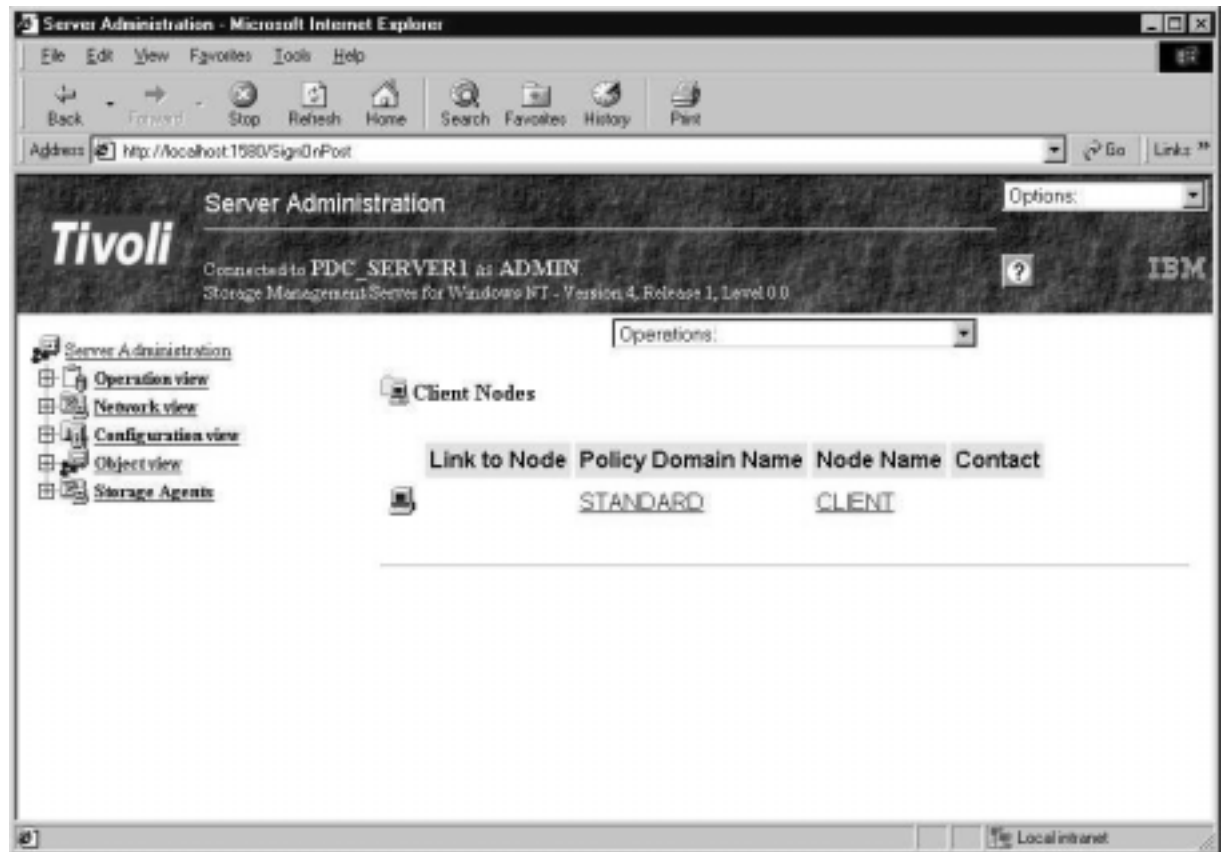 Server Administration - Microsoft Internet Explorer
File Edit View Favorites Tools Help
Back Forward Stop Refresh Home Search Favorites History Print
Address http://localhost:1580/SignOnPost Go Links »
Server Administration
Options:
Tivoli
Connected to PDC_SERVER1 as ADMIN
Storage Management Server for Windows NT - Version 4, Release 1, Level 0.0
?
IBM
Operations:
Server Administration
Operation view
Network view
Configuration view
Object view
Storage Agents
Client Nodes
Link to Node Policy Domain Name Node Name Contact
STANDARD CLIENT
Local intranet